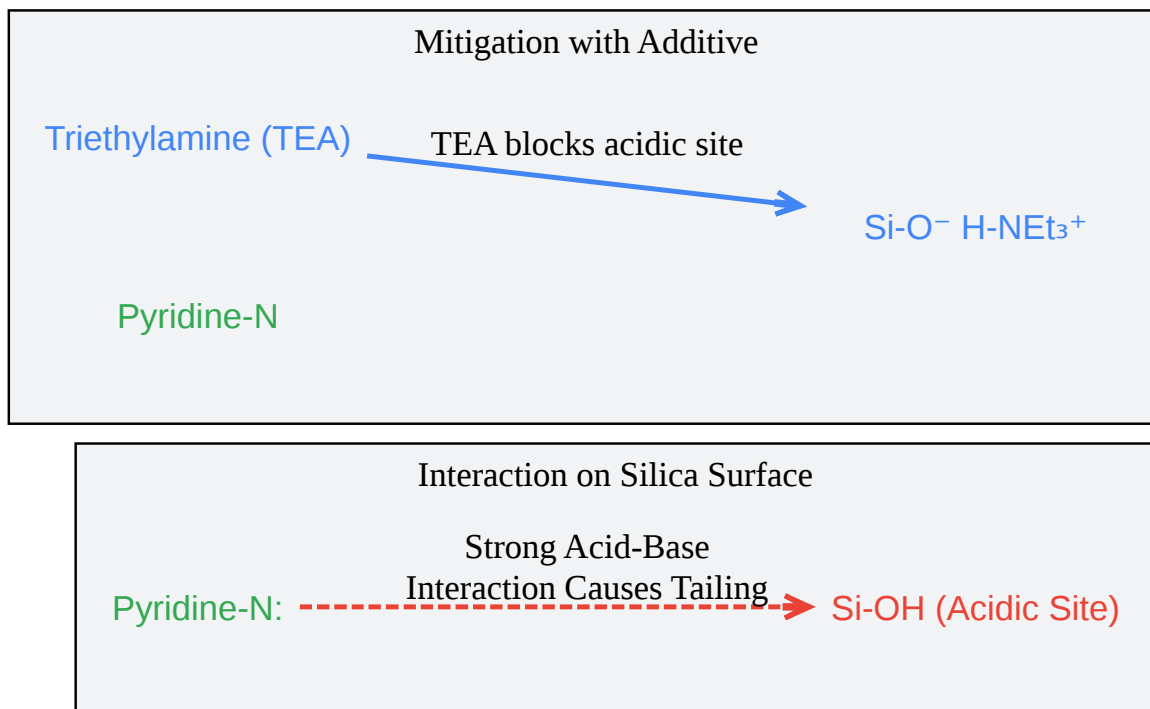 Mitigation with Additive
Triethylamine (TEA)
TEA blocks acidic site
Si-O⁻ H-NEt₃⁺
Pyridine-N
Interaction on Silica Surface
Strong Acid-Base
Interaction Causes Tailing
Pyridine-N:
Si-OH (Acidic Site)